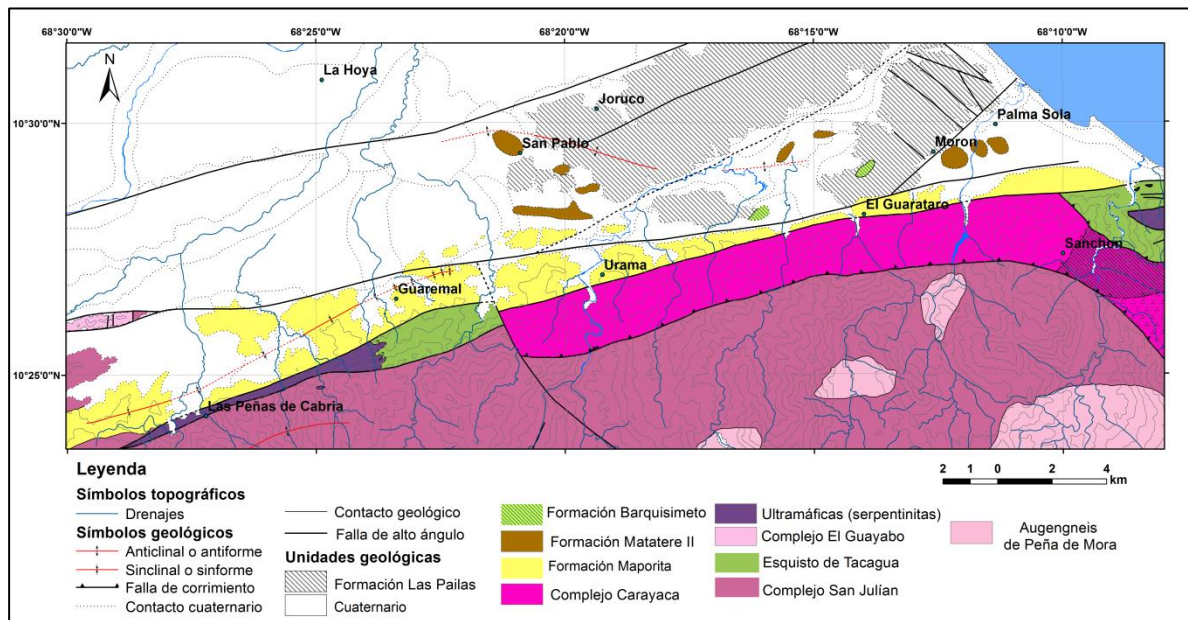 68°30'0"W
68°25'0"W
68°20'0"W
68°15'0"W
68°10'0"W
N
La Hoya
Joruco
10°30'0"N
Palma Sola
San Pablo
Moron
El Guarataro
Sanchon
Urama
Guaremal
10°25'0"N
Las Peñas de Cabria
Leyenda
Símbolos topográficos
Drenajes
Símbolos geológicos
Anticlinal o antiforme
Sinclinal o sinforme
Falla de corrimiento
Contacto cuaternario
Contacto geológico
Falla de alto ángulo
Unidades geológicas
Formación Las Pailas
Cuaternario
Formación Barquisimeto
Formación Matatere II
Formación Maporita
Complejo Carayaca
Ultramáficas (serpentinitas)
Complejo El Guayabo
Esquisto de Tacagua
Complejo San Julián
Augengneis
de Peña de Mora
2 1 0 2 4
km